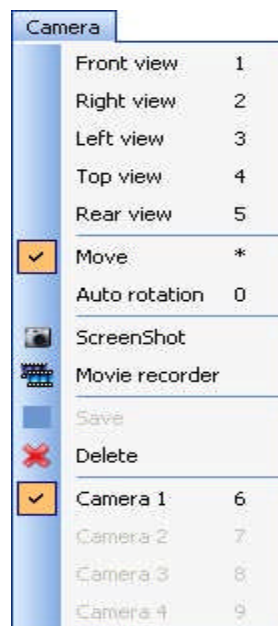 Camera
Front view 1
Right view 2
Left view 3
Top view 4
Rear view 5
Move *
Auto rotation 0
ScreenShot
Movie recorder
Save
Delete
Camera 1 6
Camera 2 7
Camera 3 8
Camera 4 9